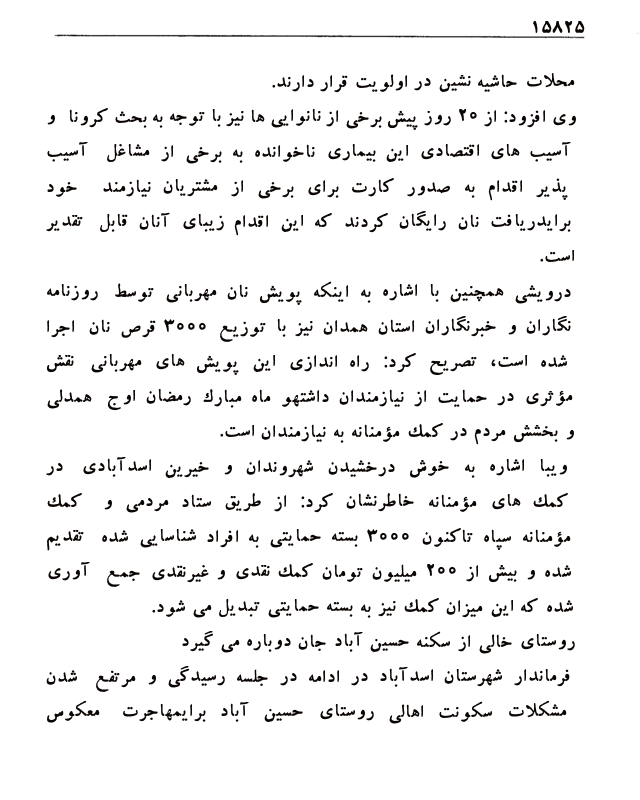 ۱۵۸۲۵
محلات حاشیه نشین در اولویت قرار دارند.
وی افزود: از ۲۰ روز پیش برخی از نانوایی ها نیز با توجه به بحث کرونا و
آسیب های اقتصادی این بیماری ناخوانده به برخی از مشاغل آسیب
پذیر اقدام به صدور کارت برای برخی از مشتریان نیازمند خود
برایدریافت نان رایگان کردند که این اقدام زیبای آنان قابل تقدیر
است.
درویشی همچنین با اشاره به اینکه پویش نان مهربانی توسط روزنامه
نگاران و خبرنگاران استان همدان نیز با توزیع ۳۰۰۰ قرص نان اجرا
شده است، تصریح کرد: راه اندازی این پویش های مهربانی نقش
مؤثری در حمایت از نیازمندان داشتهو ماه مبارك رمضان اوج همدلی
و بخشش مردم در کمك مؤمنانه به نیازمندان است.
ویبا اشاره به خوش درخشیدن شهروندان و خیرین اسدآبادی در
کمك های مؤمنانه خاطرنشان کرد: از طریق ستاد مردمی و کمك
مؤمنانه سپاه تاکنون ۳۰۰۰ بسته حمایتی به افراد شناسایی شده تقدیم
شده و بیش از ۲۰۰ میلیون تومان کمك نقدی و غیرنقدی جمع آوری
شده که این میزان کمك نیز به بسته حمایتی تبدیل می شود.
روستای خالی از سکنه حسین آباد جان دوباره می گیرد
فرماندار شهرستان اسدآباد در ادامه در جلسه رسیدگی و مرتفع شدن
مشکلات سکونت اهالی روستای حسین آباد برایمهاجرت معکوس